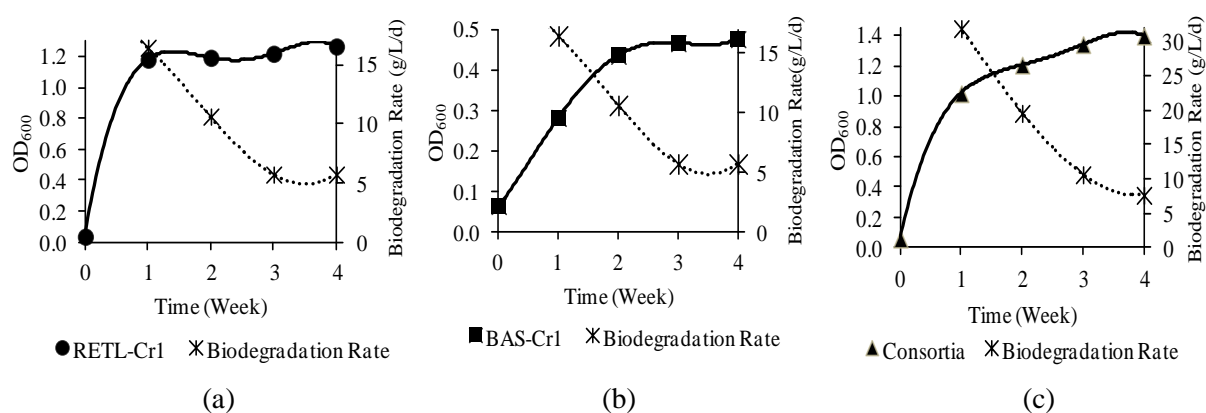 OD600
1.2
1.0
0.8
0.6
0.4
0.2
0.0
0 1 2 3 4
Time (Week)
15
10
5
0
Biodegradation Rate (g/L/d)
RETL-Cr1 Biodegradation Rate
(a)
OD600
0.5
0.4
0.3
0.2
0.1
0.0
0 1 2 3 4
Time (Week)
15
10
5
0
Biodegradation Rate(g/L/d)
BAS-Cr1 Biodegradation Rate
(b)
OD600
1.4
1.2
1.0
0.8
0.6
0.4
0.2
0.0
0 1 2 3 4
Time (Week)
30
25
20
15
10
5
0
Biodegradation Rate (g/L/d)
Consortia Biodegradation Rate
(c)